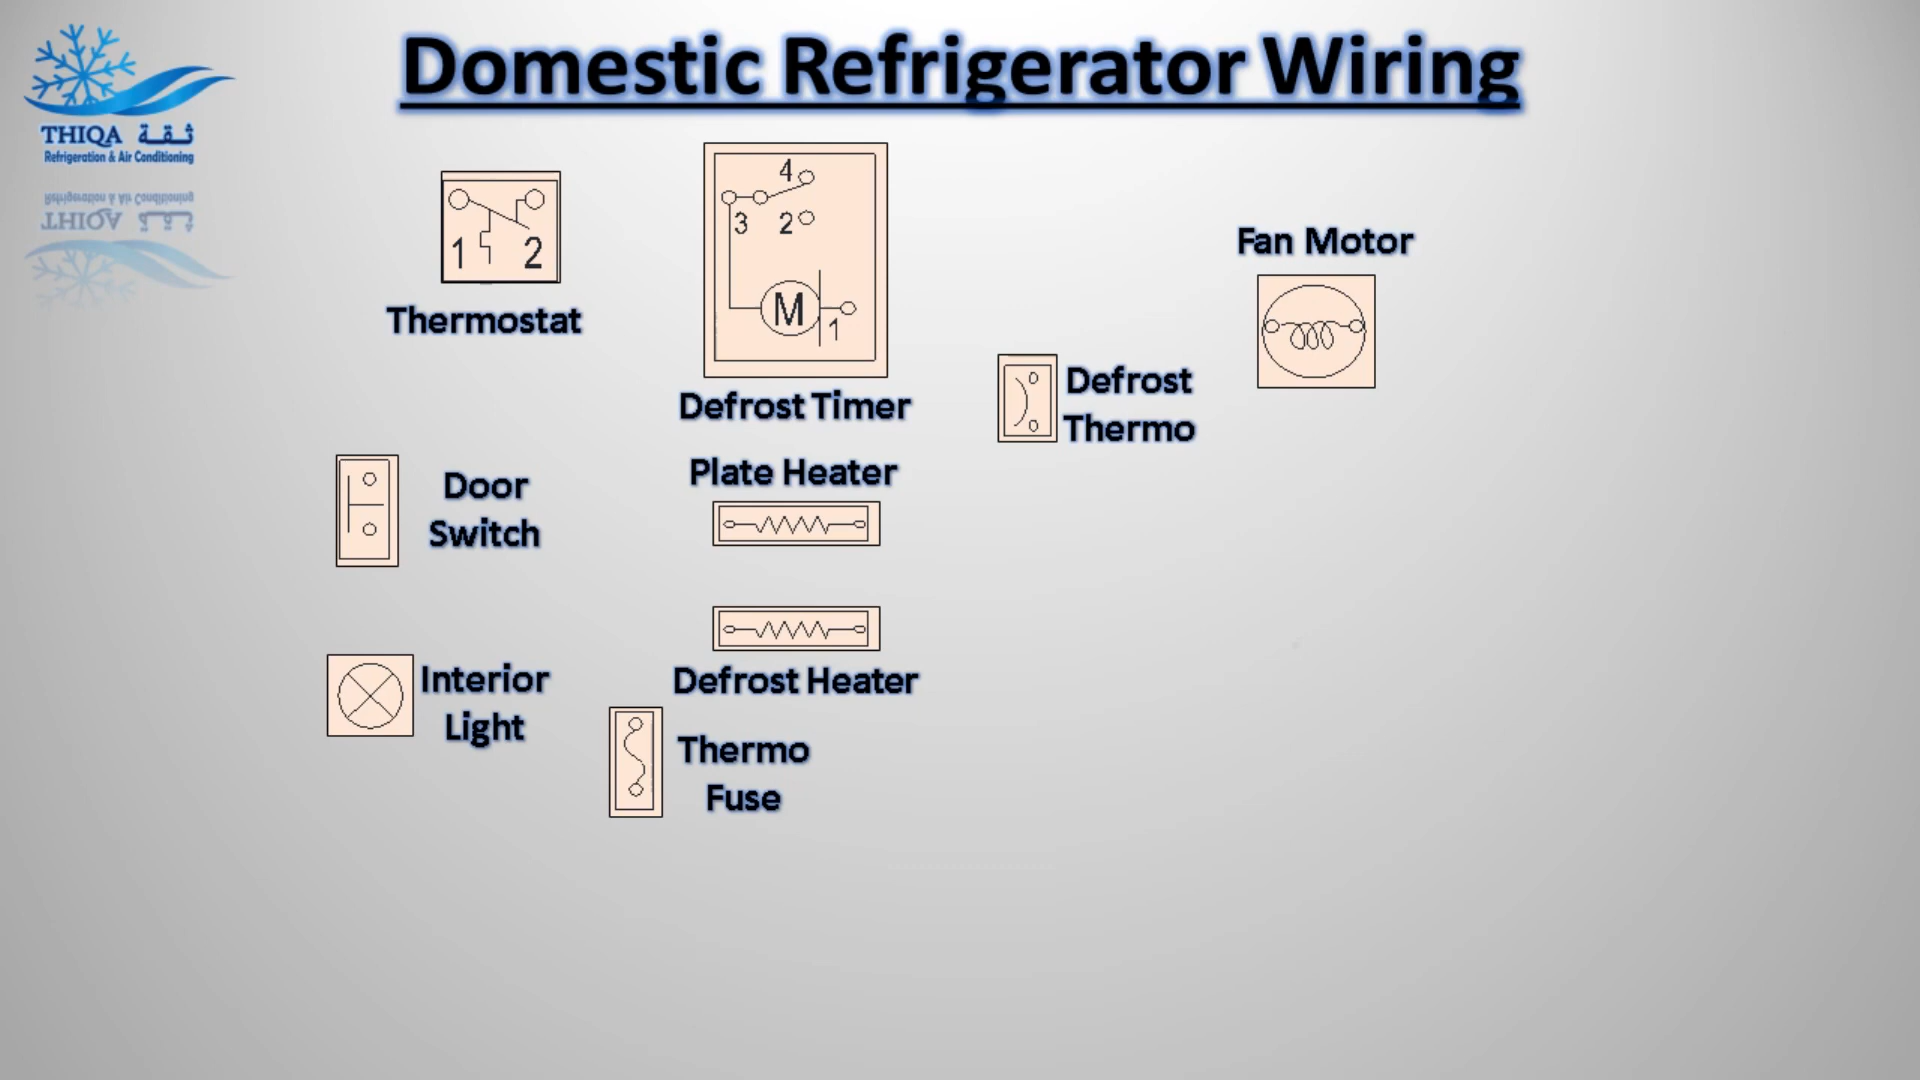 Domestic Refrigerator Wiring
THIQA ثقة
Refrigeration & Air Conditioning
4
3 2
1 2
M
1
Thermostat
Defrost Timer
Fan Motor
Defrost
Thermo
Door
Switch
Plate Heater
Interior
Light
Defrost Heater
Thermo
Fuse